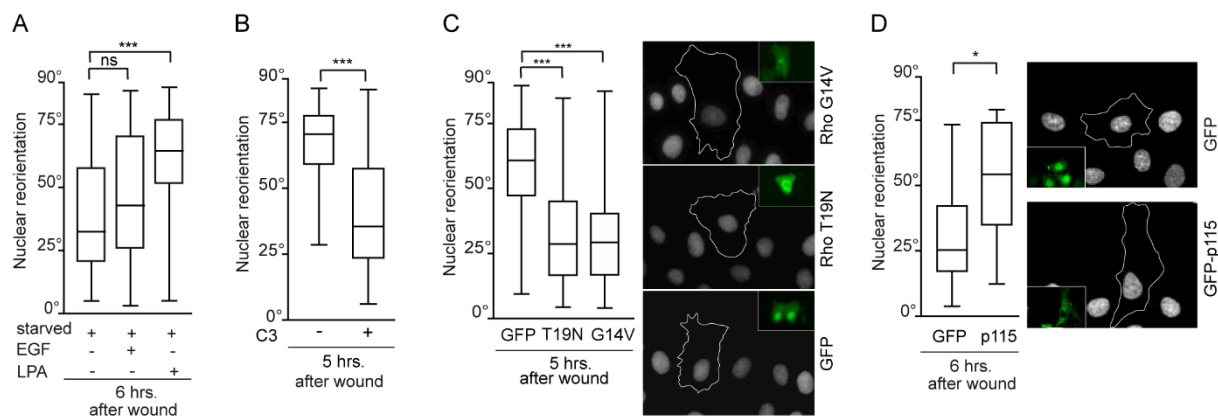 A
***
ns
90°
75°
50°
25°
0°
Nuclear reorientation
starved + + +
EGF - + -
LPA - - +
6 hrs.
after wound
B
***
90°
75°
50°
25°
0°
Nuclear reorientation
C3 - +
5 hrs.
after wound
C
***
***
90°
75°
50°
25°
0°
Nuclear reorientation
GFP T19N G14V
5 hrs.
after wound
Rho G14V
Rho T19N
GFP
D
*
90°
75°
50°
25°
0°
Nuclear reorientation
GFP p115
6 hrs.
after wound
GFP
GFP-p115